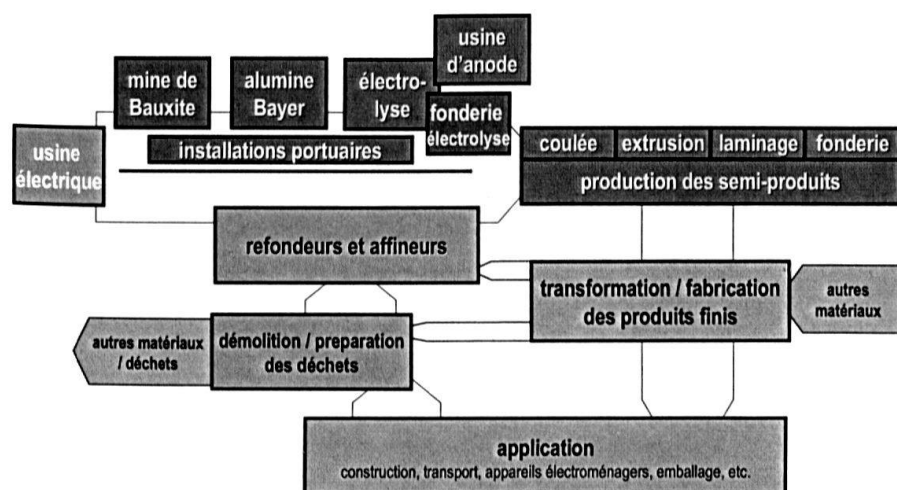 usine
d'anode
mine de
Bauxite
alumine
Bayer
électro-
lyse
fonderie
électrolyse
usine
électrique
installations portuaires
coulée
extrusion
laminage
fonderie
production des semi-produits
refondeurs et affineurs
transformation / fabrication
des produits finis
autres
matériaux
autres matériaux
/ déchets
démolition / preparation
des déchets
application
construction, transport, appareils électroménagers, emballage, etc.